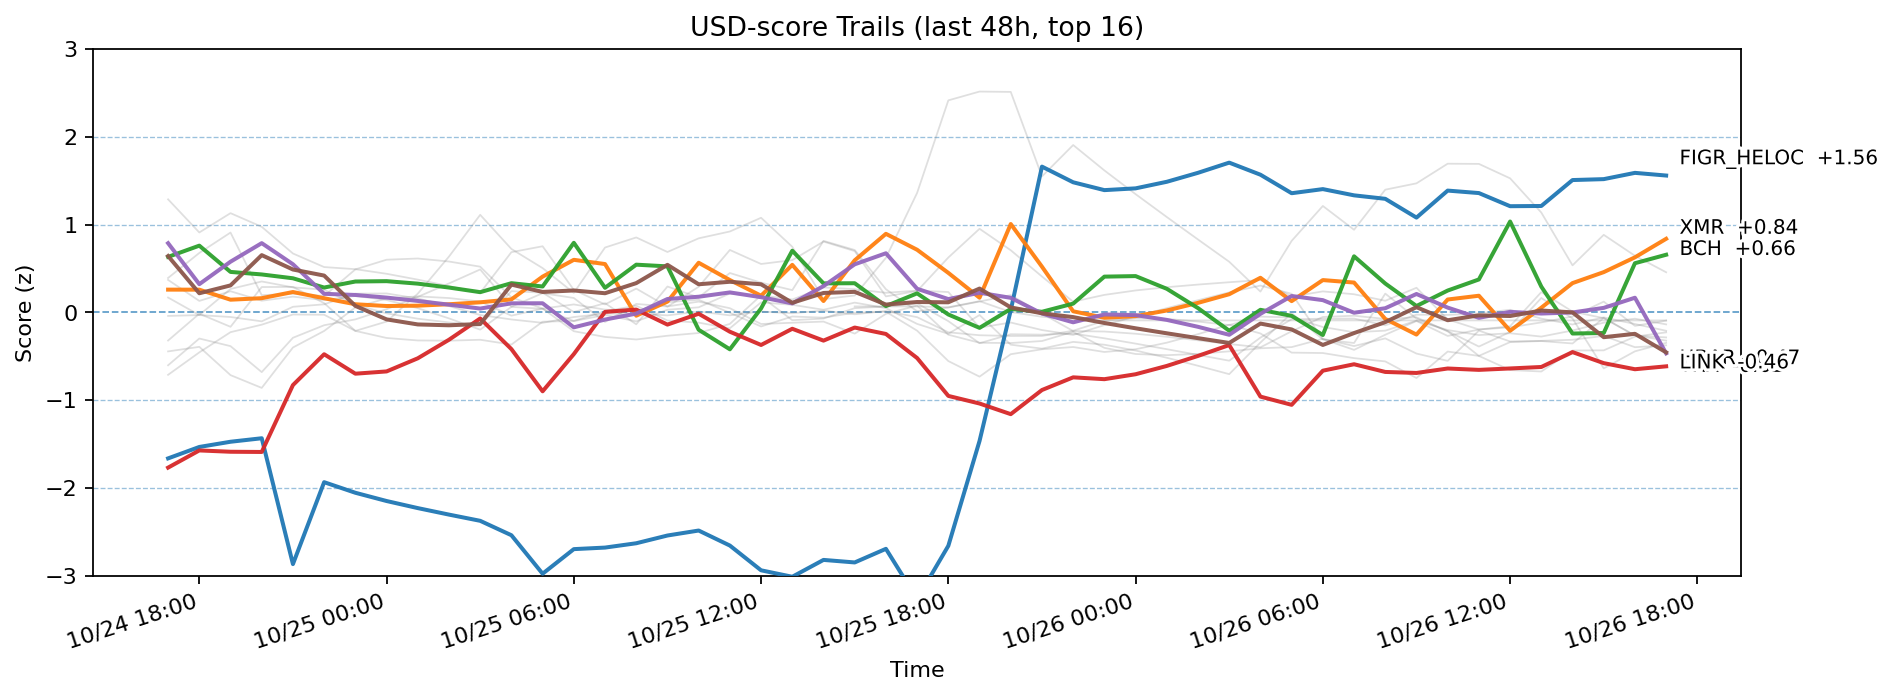 USD-score Trails (last 48h, top 16)
Score (z)
3
2
1
0
−1
−2
−3
FIGR_HELOC +1.56
XMR +0.84
BCH +0.66
LINK -0.46
10/24 18:00
10/25 00:00
10/25 06:00
10/25 12:00
10/25 18:00
10/26 00:00
10/26 06:00
10/26 12:00
10/26 18:00
Time